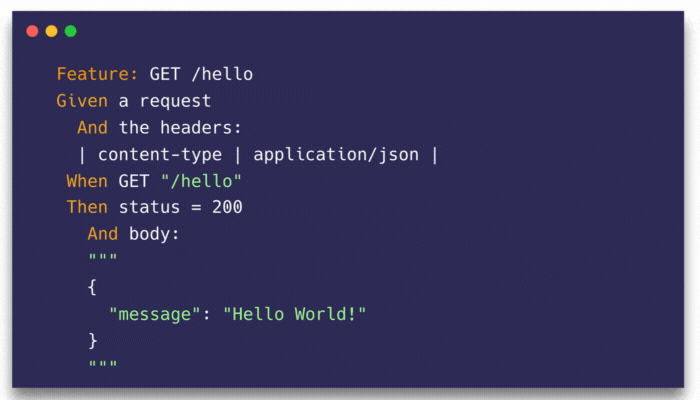 Feature: GET /hello
Given a request
And the headers:
| content-type | application/json |
When GET "/hello"
Then status = 200
And body:
"""
{
"message": "Hello World!"
}
"""